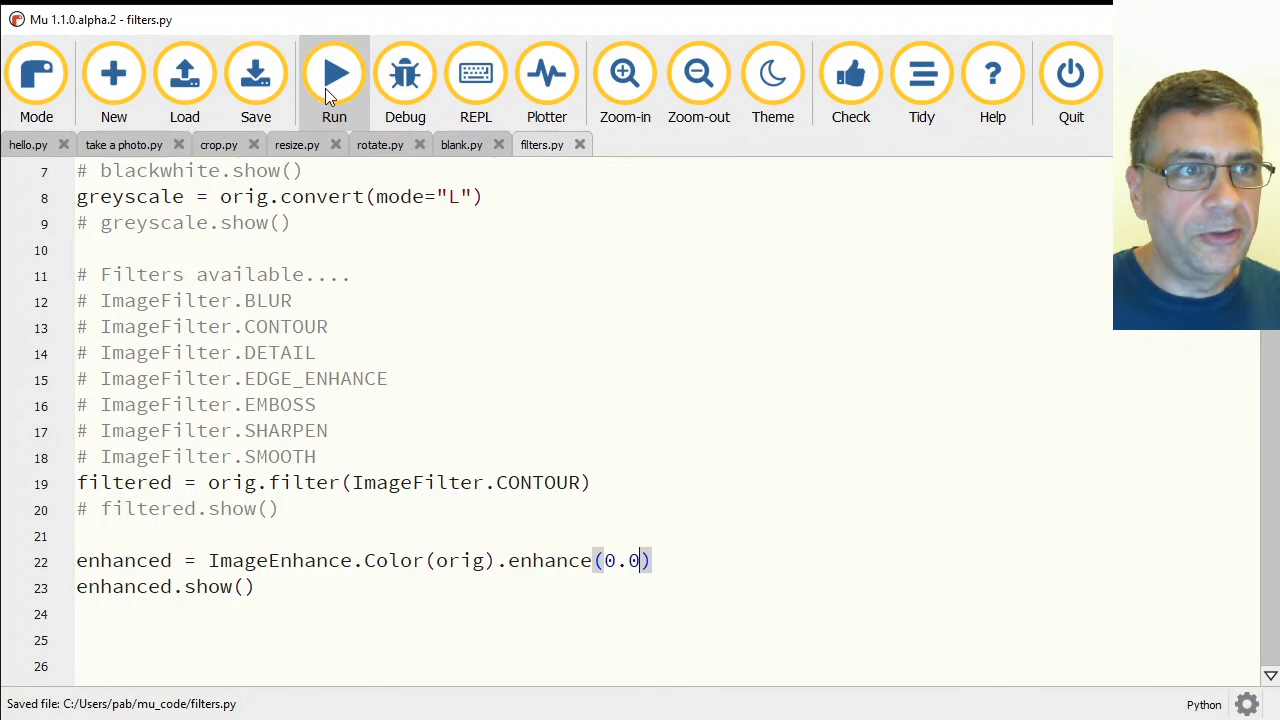 Mu 1.1.0.alpha.2 - filters.py
Mode New Load Save Run Debug REPL Plotter Zoom-in Zoom-out Theme Check Tidy Help Quit
hello.py take a photo.py crop.py resize.py rotate.py blank.py filters.py
7 # blackwhite.show()
8 greyscale = orig.convert(mode="L")
9 # greyscale.show()
10
11 # Filters available....
12 # ImageFilter.BLUR
13 # ImageFilter.CONTOUR
14 # ImageFilter.DETAIL
15 # ImageFilter.EDGE_ENHANCE
16 # ImageFilter.EMBOSS
17 # ImageFilter.SHARPEN
18 # ImageFilter.SMOOTH
19 filtered = orig.filter(ImageFilter.CONTOUR)
20 # filtered.show()
21
22 enhanced = ImageEnhance.Color(orig).enhance(0.0)
23 enhanced.show()
24
25
26
Saved file: C:/Users/pab/mu_code/filters.py Python